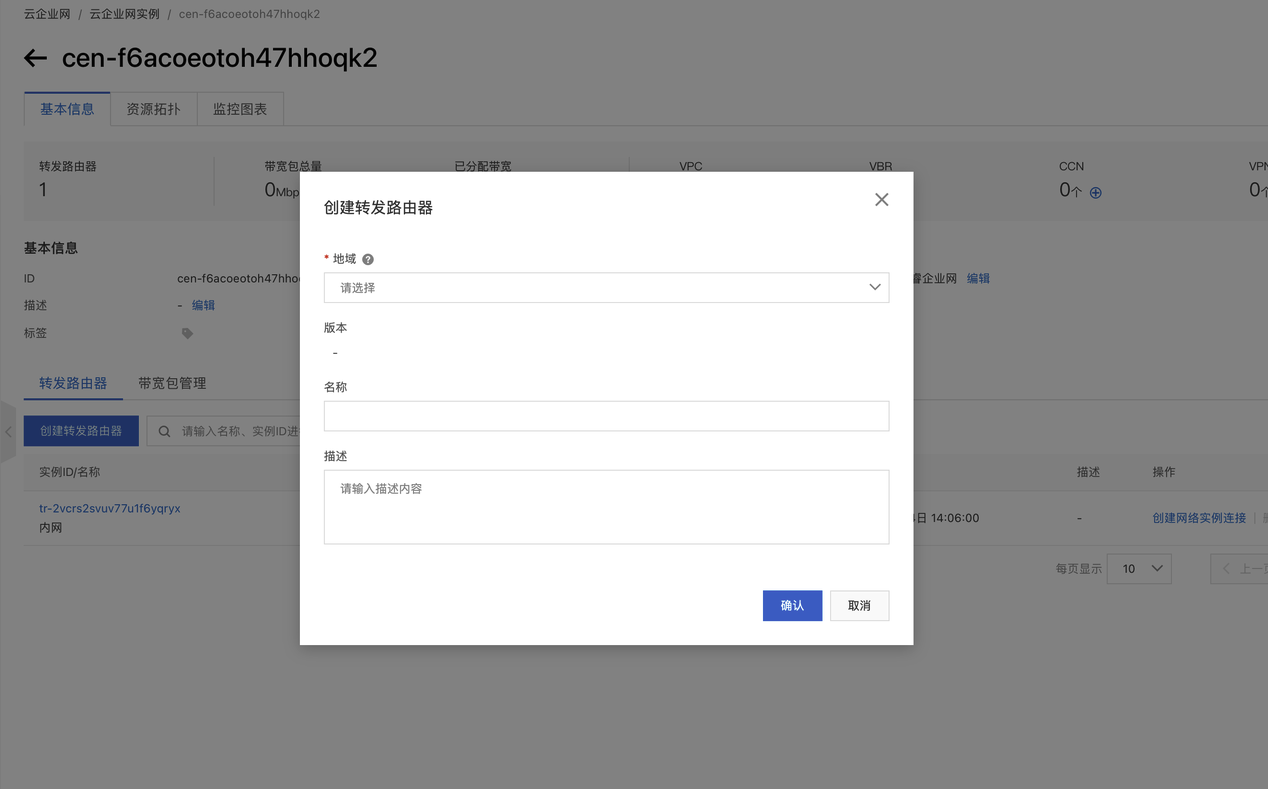 云企业网 / 云企业网实例 / cen-f6acoeotoh47hhoqk2
cen-f6acoeotoh47hhoqk2
基本信息 资源拓扑 监控图表
转发路由器 带宽包总量 已分配带宽 VPC VBR CCN
1 0Mbp 0个
创建转发路由器
基本信息
* 地域
ID cen-f6acoeotoh47hho 企业网 编辑
请选择
描述 - 编辑
标签
版本
-
转发路由器 带宽包管理
名称
创建转发路由器 请输入名称、实例ID进
描述
实例ID/名称 描述 操作
请输入描述内容
tr-2vcrs2svuv77u1f6yqryx
内网
日 14:06:00 - 创建网络实例连接
每页显示 10 上一
确认 取消